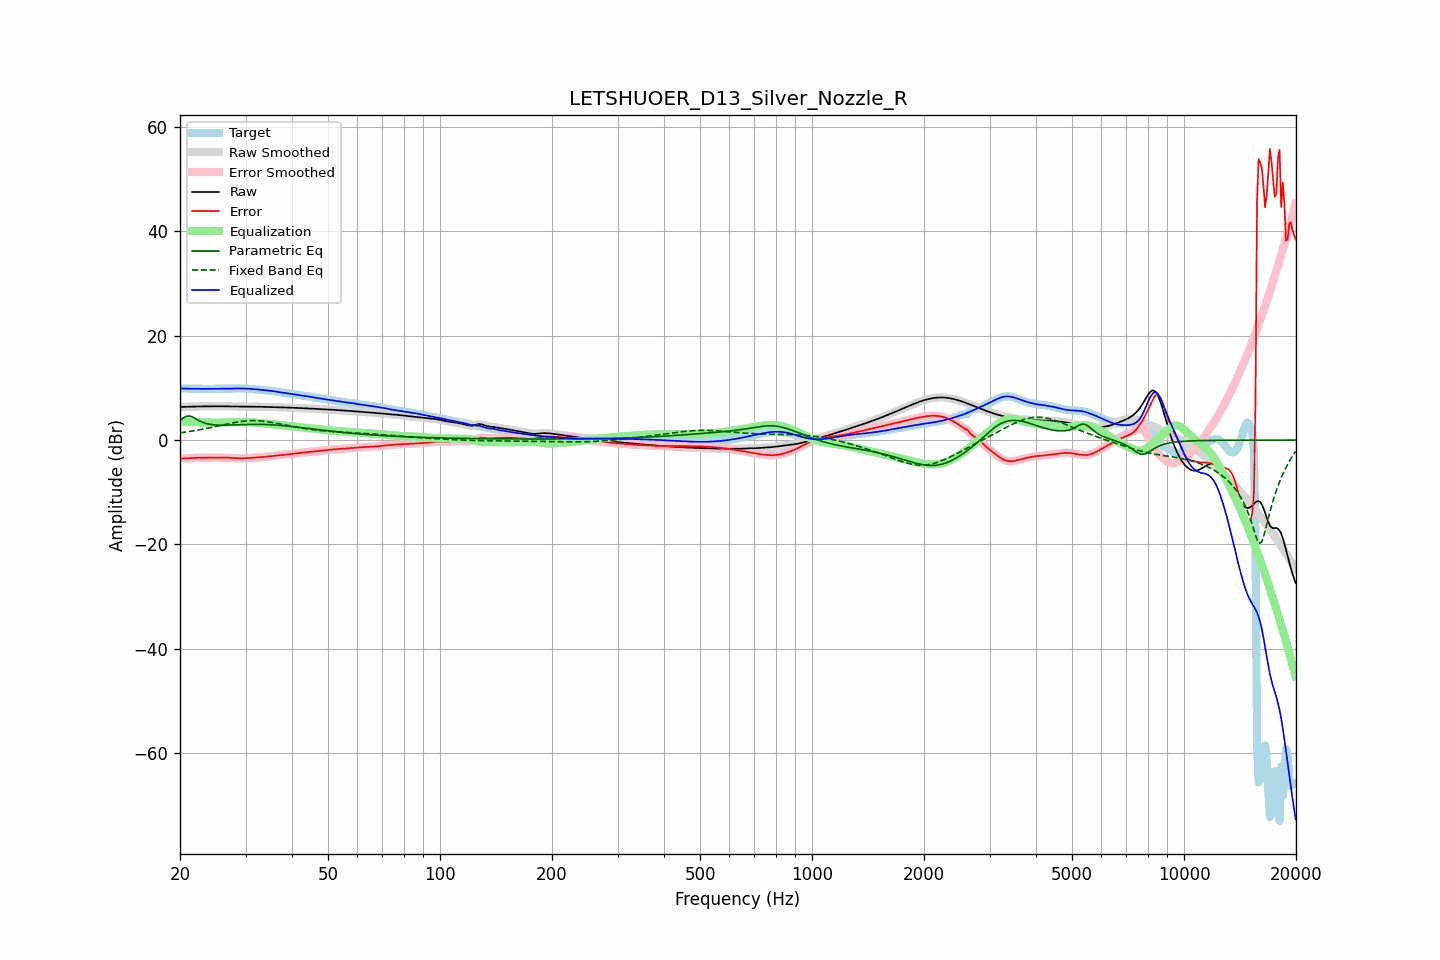 LETSHUOER_D13_Silver_Nozzle_R
Target
Raw Smoothed
Error Smoothed
Raw
Error
Equalization
Parametric Eq
Fixed Band Eq
Equalized
60
40
20
0
−20
−40
−60
Amplitude (dBr)
20 50 100 200 500 1000 2000 5000 10000 20000
Frequency (Hz)